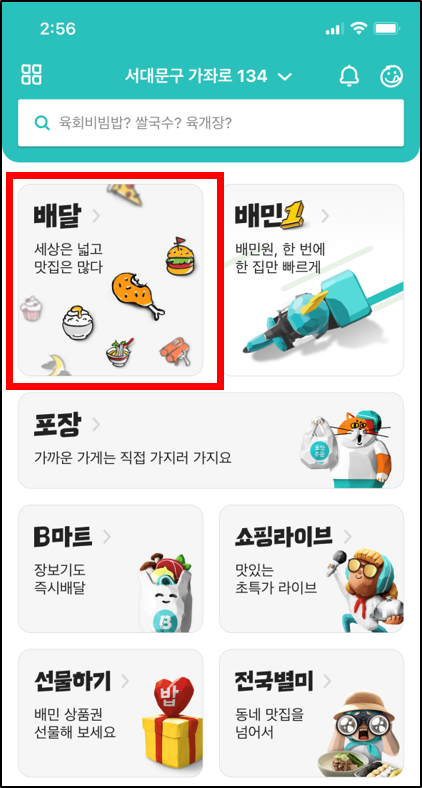 2:56
서대문구 가좌로 134
육회비빔밥? 쌀국수? 육개장?
배달
세상은 넓고
맛집은 많다
배민1
배민원, 한 번에
한 집만 빠르게
포장
가까운 가게는 직접 가지러 가지요
B마트
장보기도
즉시배달
B
쇼핑라이브
맛있는
초특가 라이브
선물하기
배민 상품권
선물해 보세요
밥
전국별미
동네 맛집을
넘어서